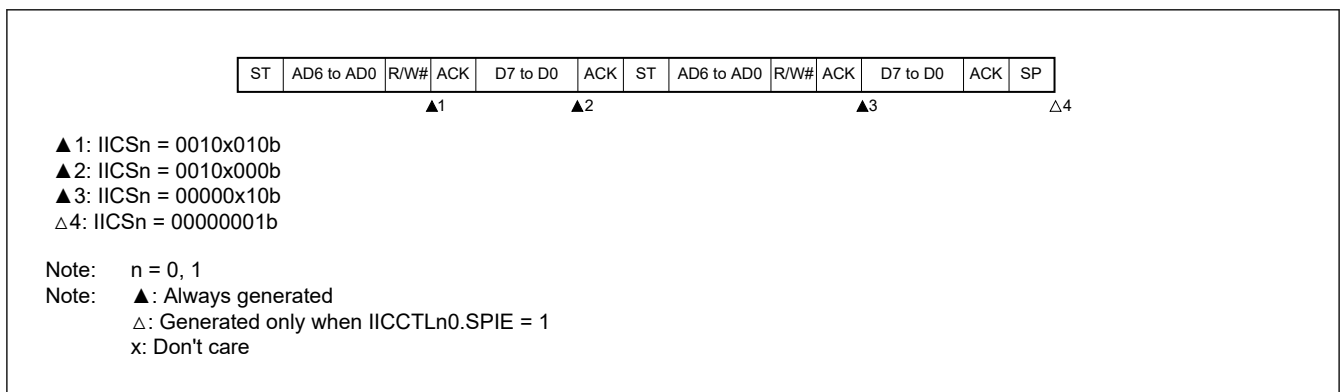 ST AD6 to AD0 R/W# ACK D7 to D0 ACK ST AD6 to AD0 R/W# ACK D7 to D0 ACK SP
▲1 ▲2 ▲3 △4
▲1: IICSn = 0010x010b
▲2: IICSn = 0010x000b
▲3: IICSn = 00000x10b
△4: IICSn = 00000001b
Note: n = 0, 1
Note: ▲: Always generated
△: Generated only when IICCTLn0.SPIE = 1
x: Don't care